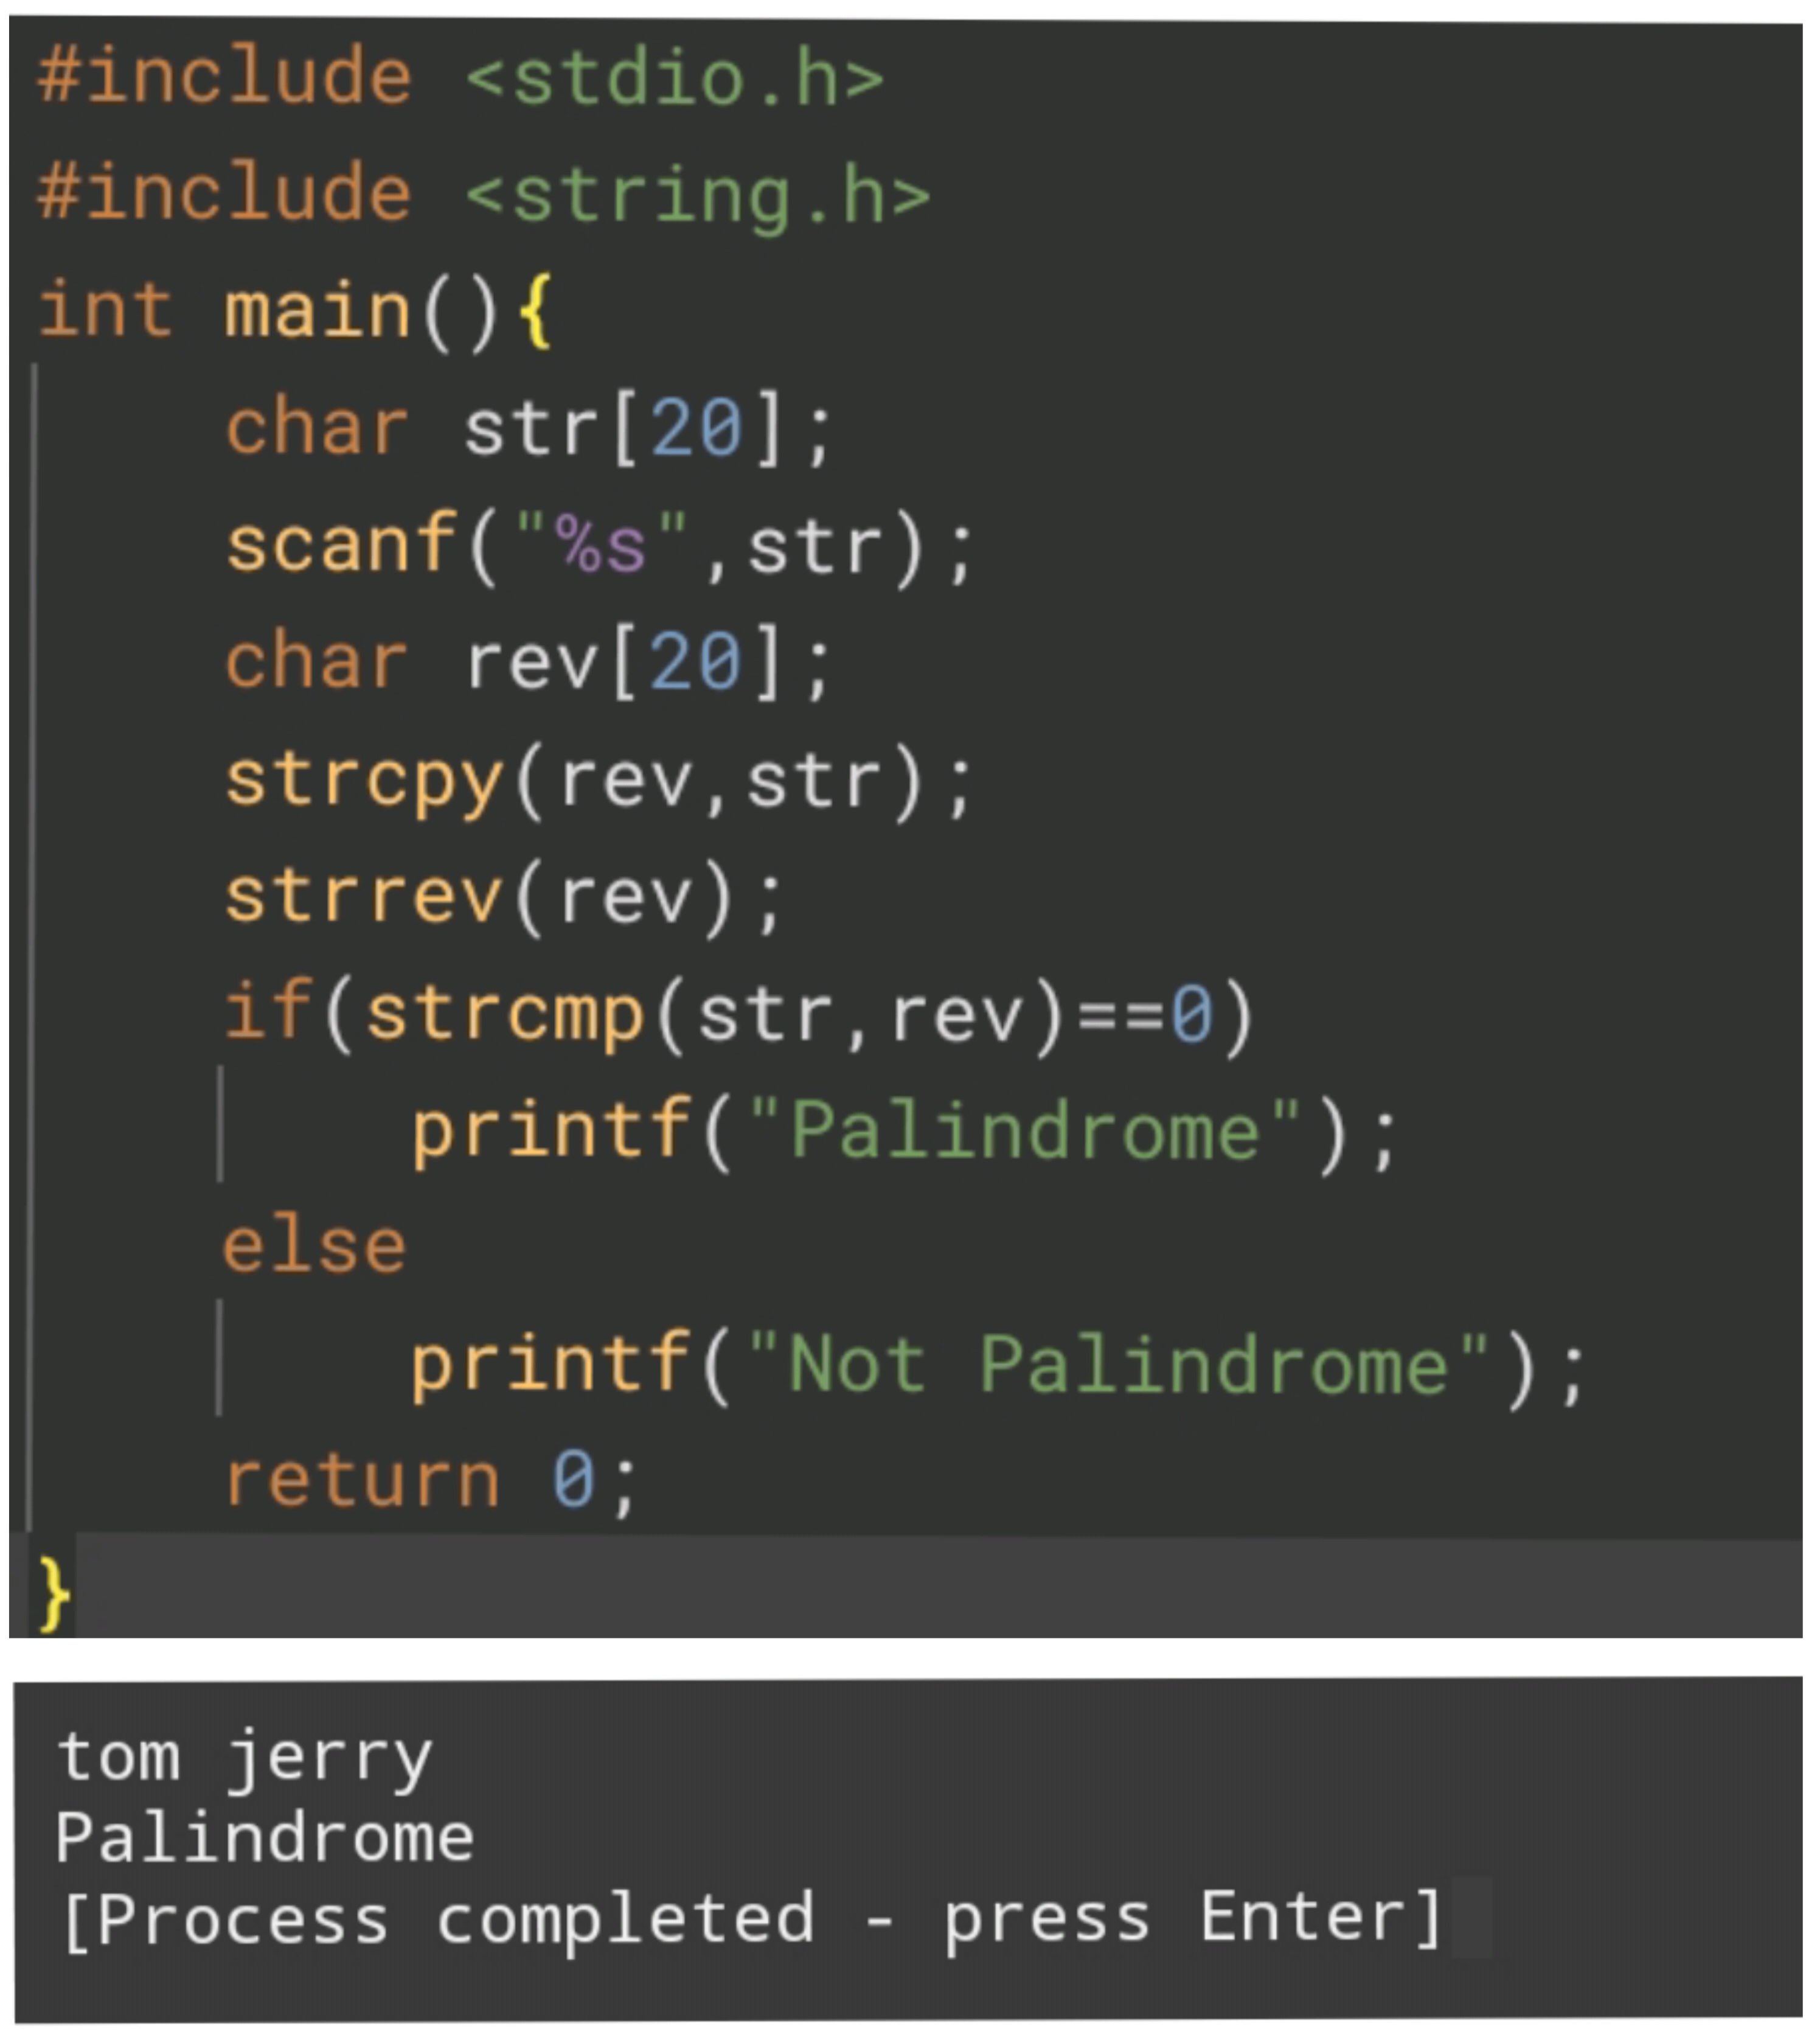 #include <stdio.h>
#include <string.h>
int main(){
char str[20];
scanf("%s",str);
char rev[20];
strcpy(rev,str);
strrev(rev);
if(strcmp(str,rev)==0)
printf("Palindrome");
else
printf("Not Palindrome");
return 0;
}
tom jerry
Palindrome
[Process completed - press Enter]